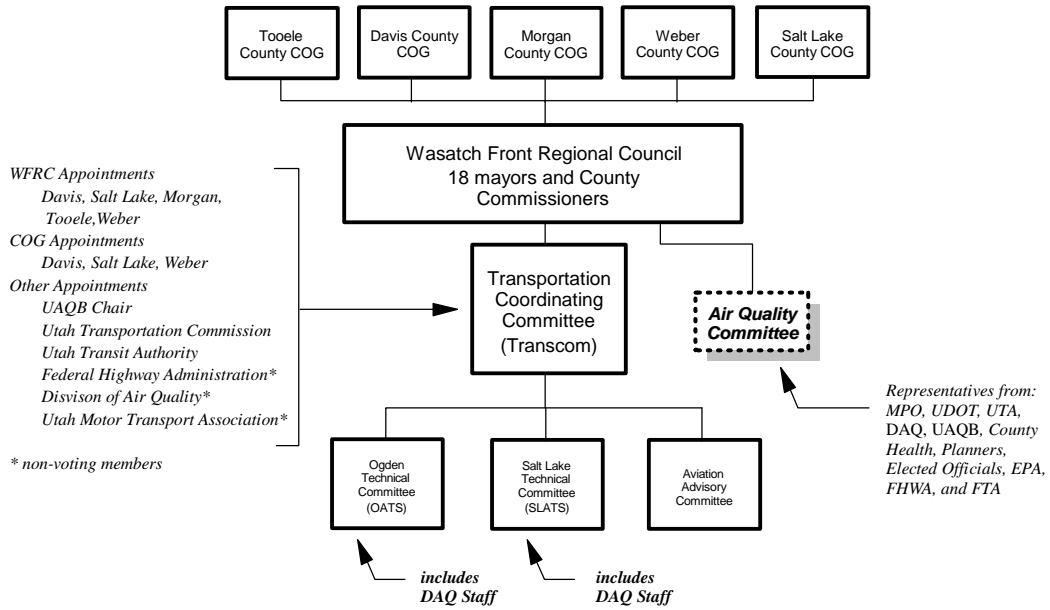 Tooele
County COG
Davis County
COG
Morgan
County COG
Weber
County COG
Salt Lake
County COG
Wasatch Front Regional Council
18 mayors and County
Commissioners
WFRC Appointments
Davis, Salt Lake, Morgan,
Tooele,Weber
COG Appointments
Davis, Salt Lake, Weber
Other Appointments
UAQB Chair
Utah Transportation Commission
Utah Transit Authority
Federal Highway Administration*
Disvison of Air Quality*
Utah Motor Transport Association*
* non-voting members
Transportation
Coordinating
Committee
(Transcom)
Air Quality
Committee
Representatives from:
MPO, UDOT, UTA,
DAQ, UAQB, County
Health, Planners,
Elected Officials, EPA,
FHWA, and FTA
Ogden
Technical
Committee
(OATS)
Salt Lake
Technical
Committee
(SLATS)
Aviation
Advisory
Committee
includes
DAQ Staff
includes
DAQ Staff